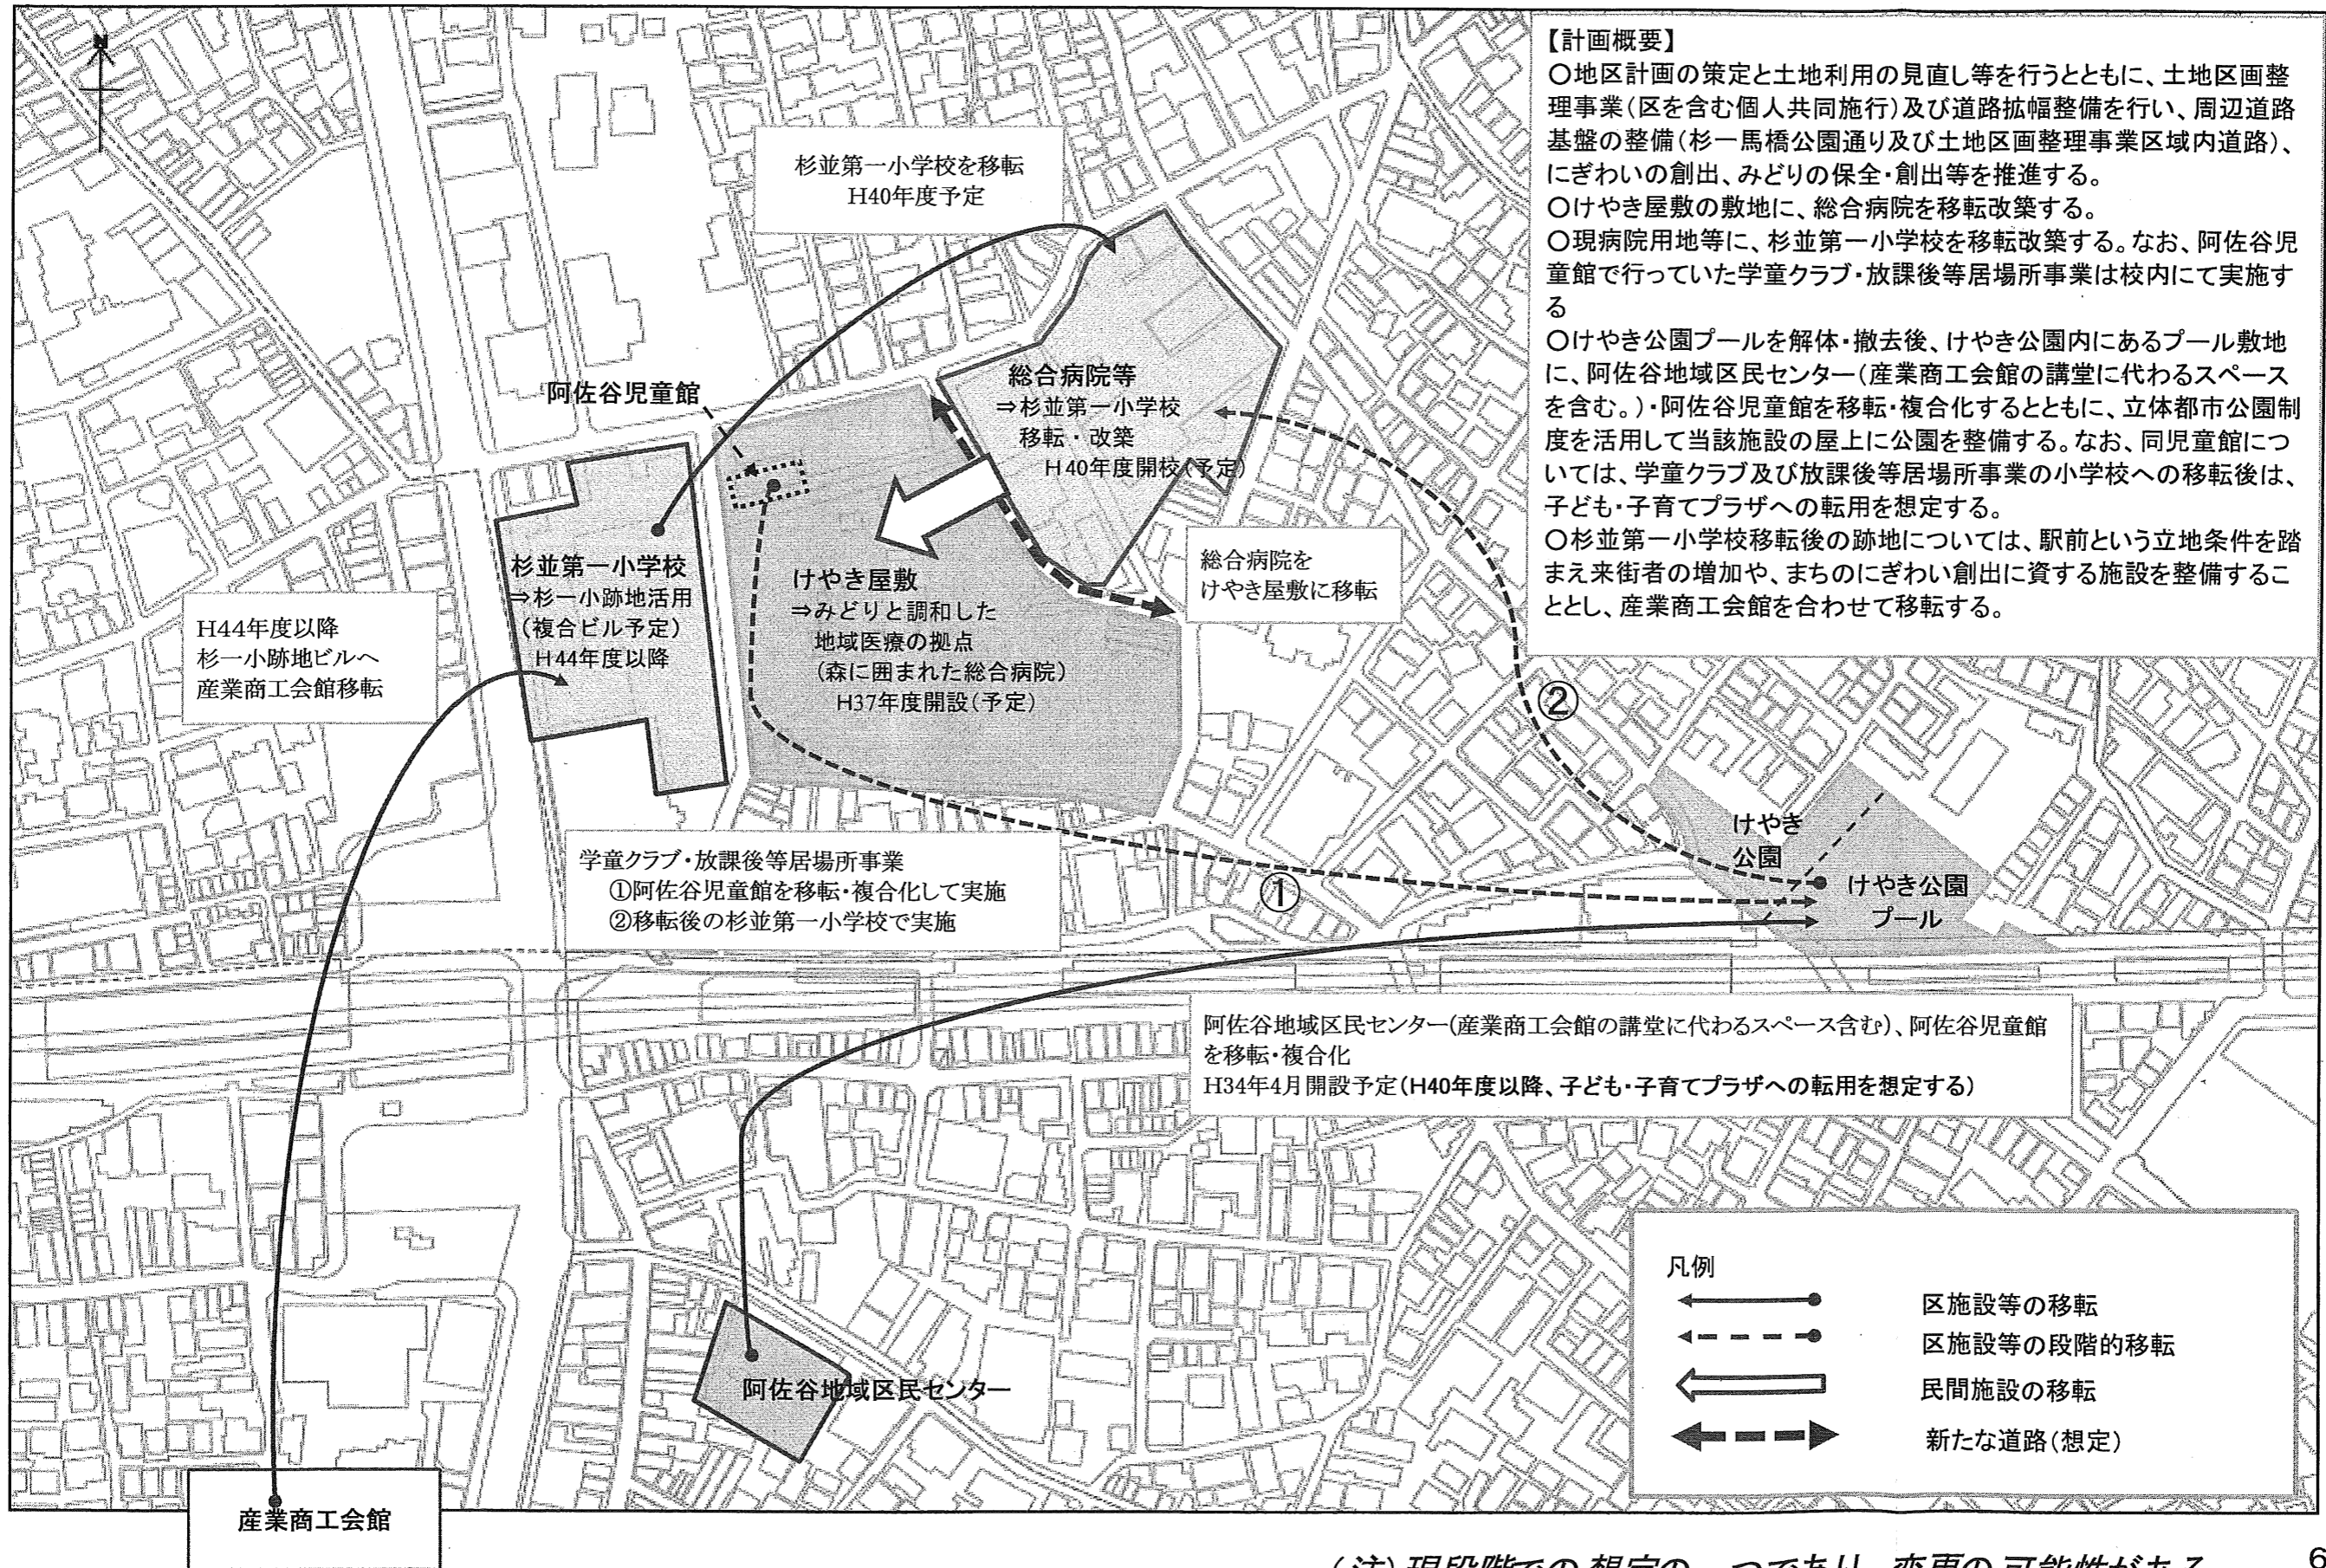 【計画概要】
〇地区計画の策定と土地利用の見直し等を行うとともに、土地区画整
理事業(区を含む個人共同施行)及び道路拡幅整備を行い、周辺道路
基盤の整備(杉一馬橋公園通り及び土地区画整理事業区域内道路)、
にぎわいの創出、みどりの保全・創出等を推進する。
〇けやき屋敷の敷地に、総合病院を移転改築する。
〇現病院用地等に、杉並第一小学校を移転改築する。なお、阿佐谷児
童館で行っていた学童クラブ・放課後等居場所事業は校内にて実施す
る
〇けやき公園プールを解体・撤去後、けやき公園内にあるプール敷地
に、阿佐谷地域区民センター(産業商工会館の講堂に代わるスペース
を含む。)・阿佐谷児童館を移転・複合化するとともに、立体都市公園制
度を活用して当該施設の屋上に公園を整備する。なお、同児童館につ
いては、学童クラブ及び放課後等居場所事業の小学校への移転後は、
子ども・子育てプラザへの転用を想定する。
〇杉並第一小学校移転後の跡地については、駅前という立地条件を踏
まえ来街者の増加や、まちのにぎわい創出に資する施設を整備するこ
ととし、産業商工会館を合わせて移転する。
杉並第一小学校を移転
H40年度予定
阿佐谷児童館
総合病院等
⇒杉並第一小学校
移転・改築
H40年度開校(予定)
杉並第一小学校
⇒杉一小跡地活用
(複合ビル予定)
H44年度以降
けやき屋敷
⇒みどりと調和した
地域医療の拠点
(森に囲まれた総合病院)
H37年度開設(予定)
総合病院を
けやき屋敷に移転
H44年度以降
杉一小跡地ビルへ
産業商工会館移転
②
けやき
公園
けやき公園
プール
学童クラブ・放課後等居場所事業
①阿佐谷児童館を移転・複合化して実施
②移転後の杉並第一小学校で実施
①
阿佐谷地域区民センター(産業商工会館の講堂に代わるスペース含む)、阿佐谷児童館
を移転・複合化
H34年4月開設予定(H40年度以降、子ども・子育てプラザへの転用を想定する)
阿佐谷地域区民センター
凡例
区施設等の移転
区施設等の段階的移転
民間施設の移転
新たな道路(想定)
産業商工会館
(注)現段階での想定の一つであり、変更の可能性がある
6